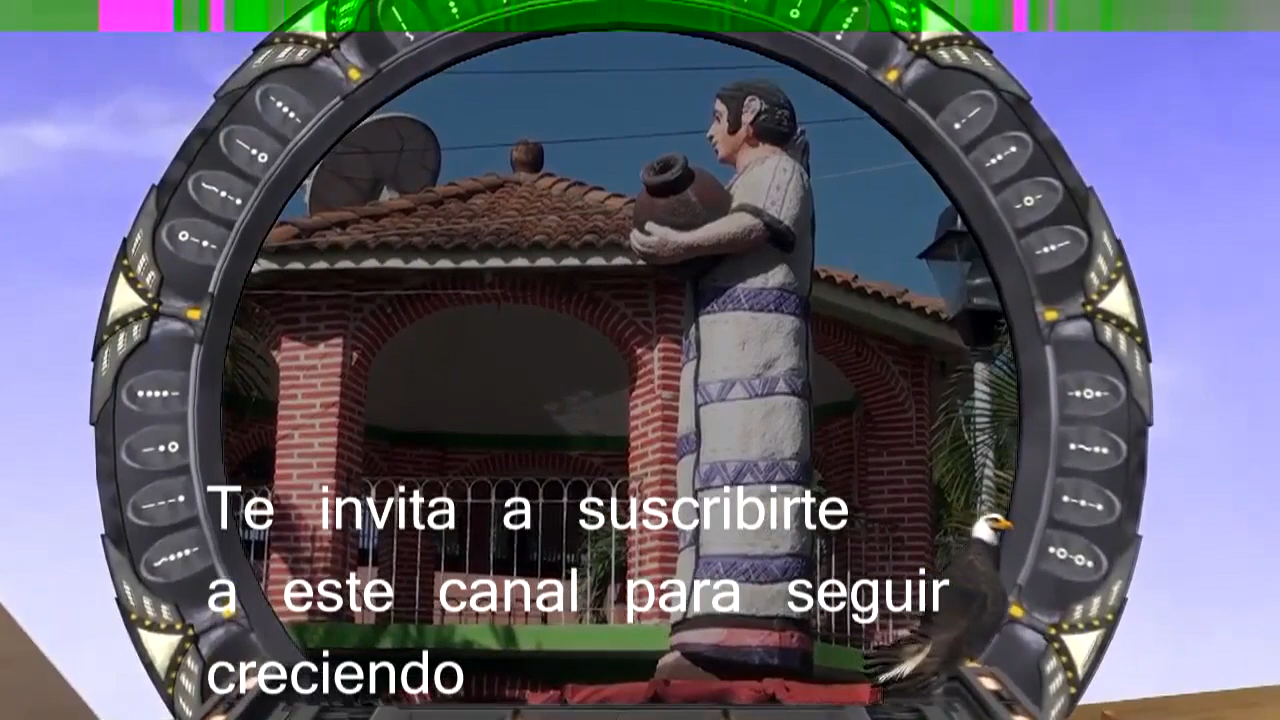 Te invita a suscribirte
a este canal para seguir
creciendo